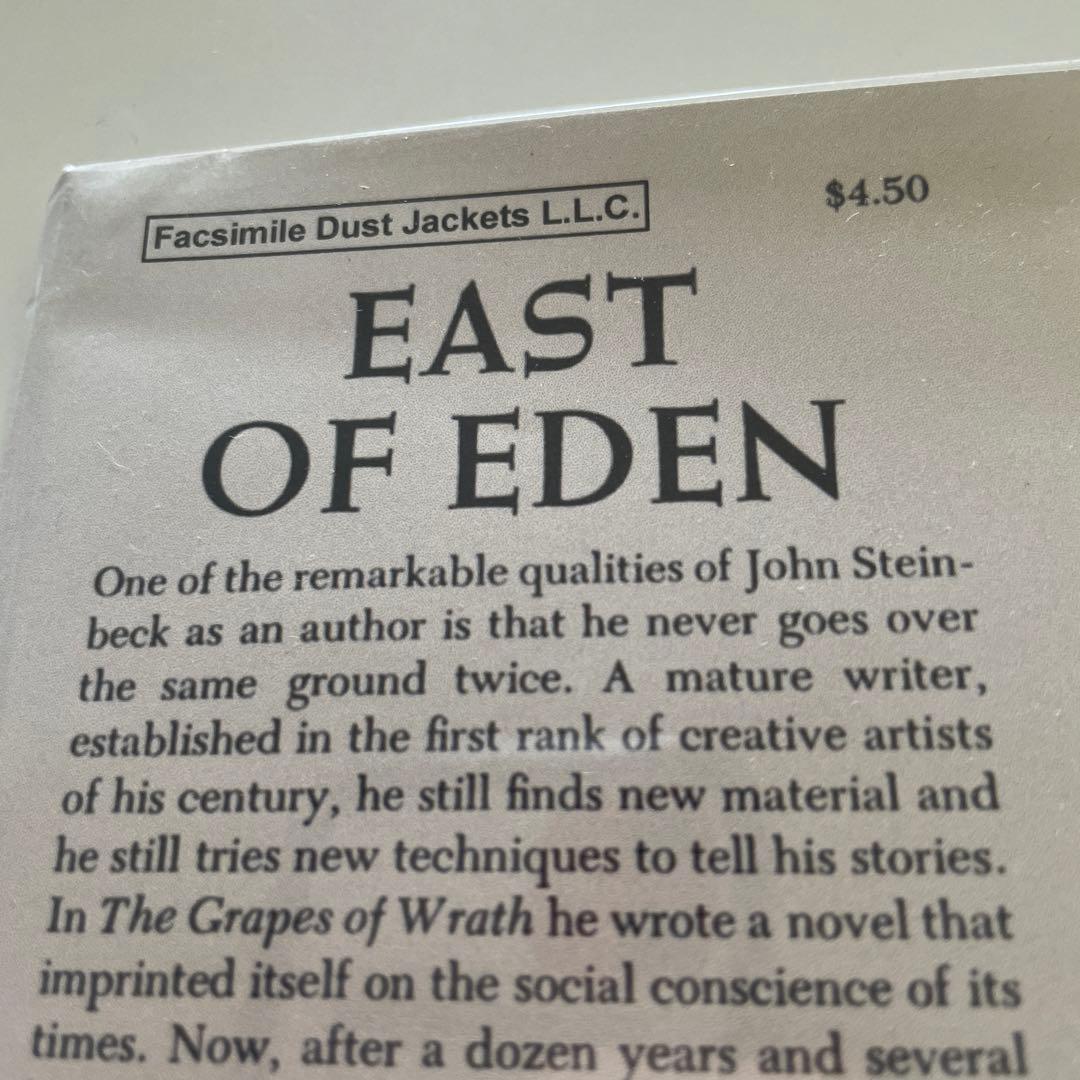 Facsimile Dust Jackets L.L.C.
$4.50
EAST
OF EDEN
One of the remarkable qualities of John Stein-
beck as an author is that he never goes over
the same ground twice. A mature writer,
established in the first rank of creative artists
of his century, he still finds new material and
he still tries new techniques to tell his stories.
In The Grapes of Wrath he wrote a novel that
imprinted itself on the social conscience of its
times. Now, after a dozen years and several